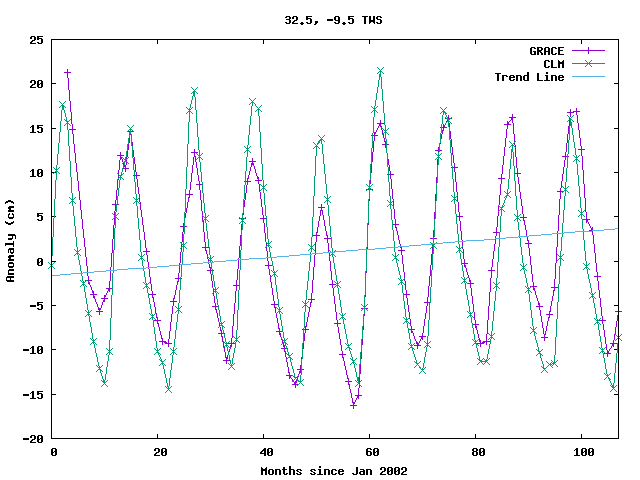 32.5, -9.5 TWS
GRACE
CLM
Trend Line
25
20
15
10
5
0
-5
-10
-15
-20
Anomaly (cm)
0 20 40 60 80 100
Months since Jan 2002